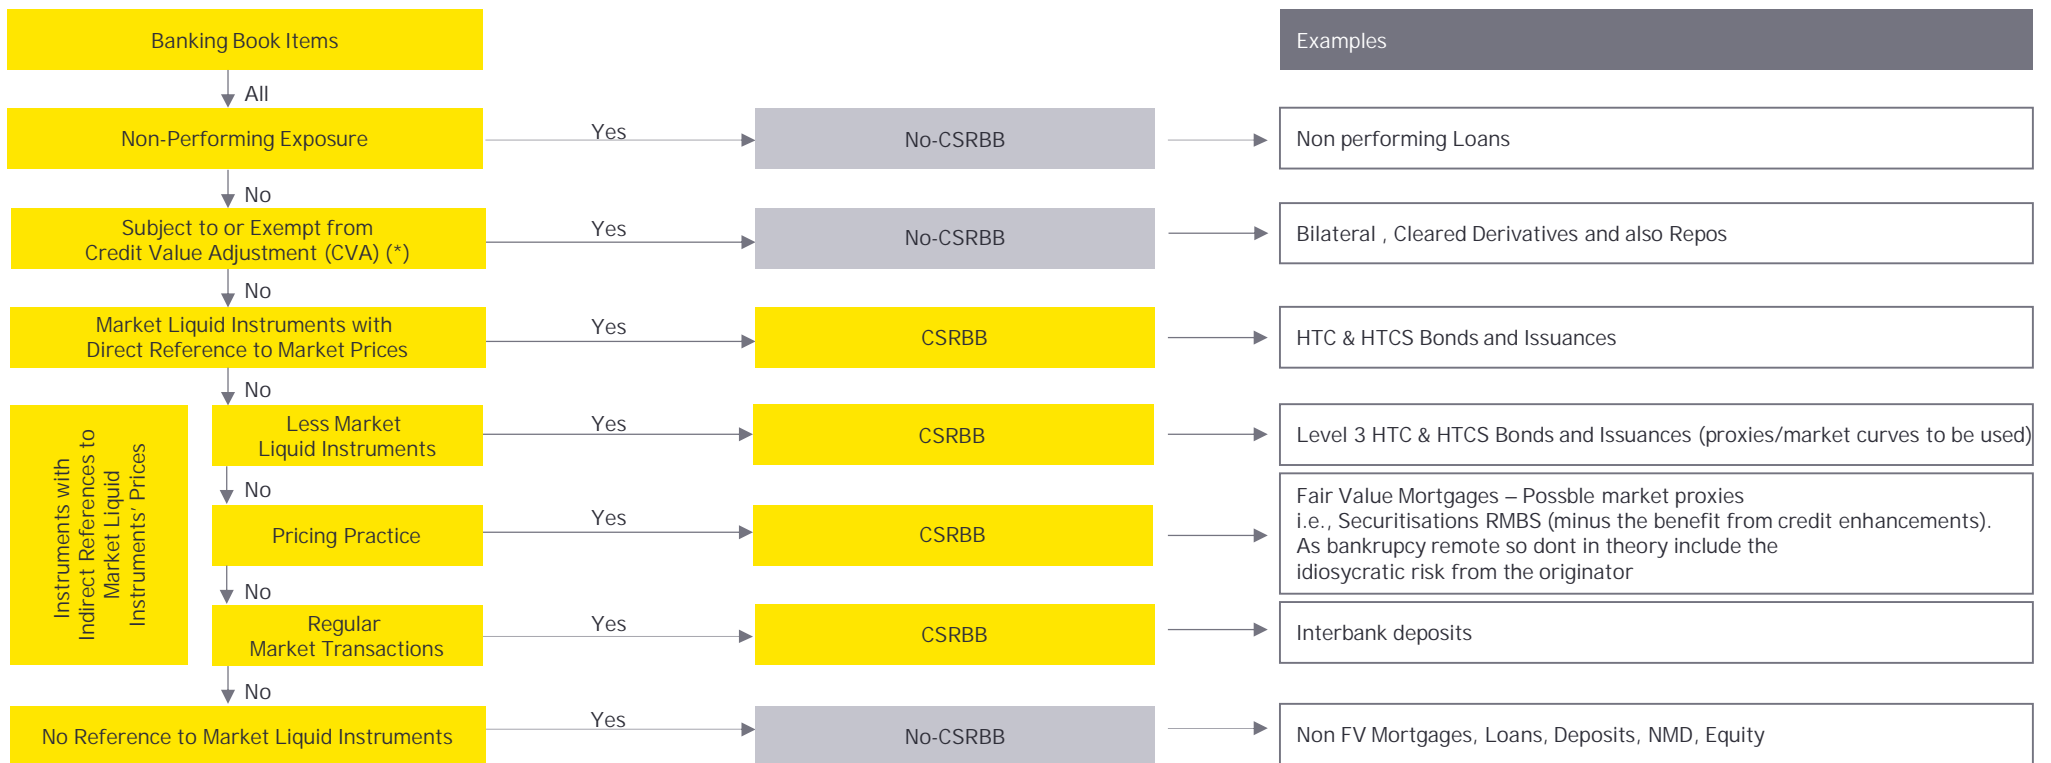 Banking Book Items
Examples
All
Non-Performing Exposure
Yes
No-CSRBB
Non performing Loans
No
Subject to or Exempt from
Credit Value Adjustment (CVA) (*)
Yes
No-CSRBB
Bilateral , Cleared Derivatives and also Repos
No
Market Liquid Instruments with
Direct Reference to Market Prices
Yes
CSRBB
HTC & HTCS Bonds and Issuances
No
Instruments with
Indirect References to
Market Liquid
Instruments’ Prices
Less Market
Liquid Instruments
Yes
CSRBB
Level 3 HTC & HTCS Bonds and Issuances (proxies/market curves to be used)
No
Pricing Practice
Yes
CSRBB
Fair Value Mortgages – Possble market proxies
i.e., Securitisations RMBS (minus the benefit from credit enhancements).
As bankrupcy remote so dont in theory include the
idiosycratic risk from the originator
No
Regular
Market Transactions
Yes
CSRBB
Interbank deposits
No
No Reference to Market Liquid Instruments
Yes
No-CSRBB
Non FV Mortgages, Loans, Deposits, NMD, Equity